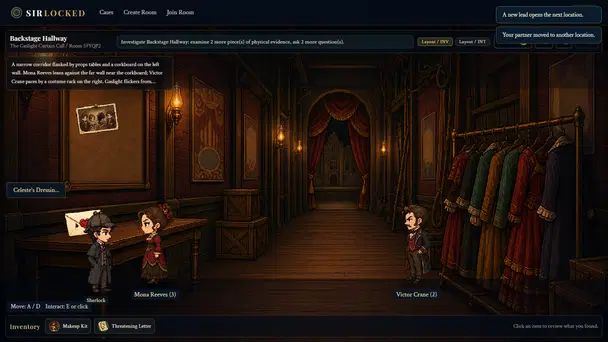 SIRLOCKED
Cases
Create Room
Join Room
A new lead opens the next location.
Your partner moved to another location.
Backstage Hallway
The Gaslight Curtain Call / Room
Investigate Backstage Hallway: examine 2 more piece(s) of physical evidence, ask 2 more question(s).
Layout / INV
Layout / INT
A narrow corridor flanked by props tables and a corkboard on the left
wall. Mona Reeves leans against the far wall near the corkboard; Victor
Crane paces by a costume rack on the right. Gaslight flickers from...
Celeste's Dressin...
Sherlock
Mona Reeves (3)
Victor Crane (2)
Move: A / D
Interact: E or click
Inventory
Makeup Kit
Threatening Letter
Click an item to review what you found.